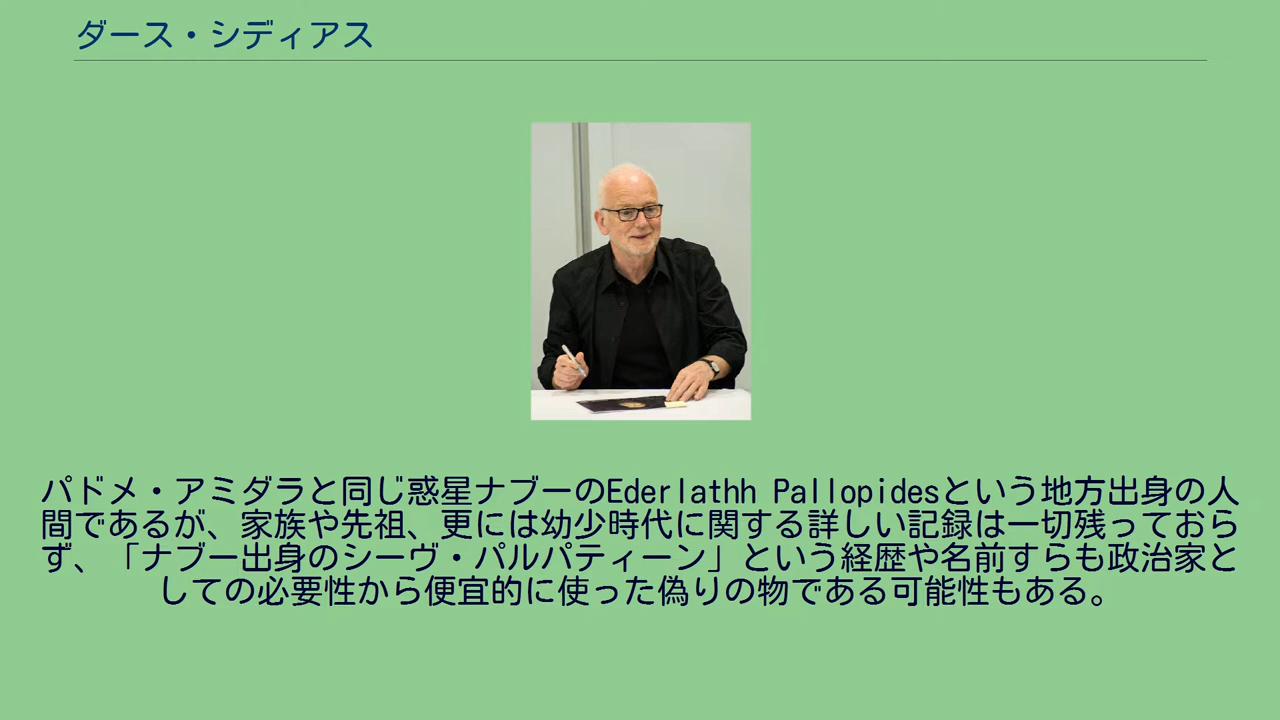 ダース・シディアス
パドメ・アミダラと同じ惑星ナブーのEderlathh Pallopidesという地方出身の人
間であるが、家族や先祖、更には幼少時代に関する詳しい記録は一切残っておら
ず、「ナブー出身のシーヴ・パルパティーン」という経歴や名前すらも政治家と
しての必要性から便宜的に使った偽りの物である可能性もある。